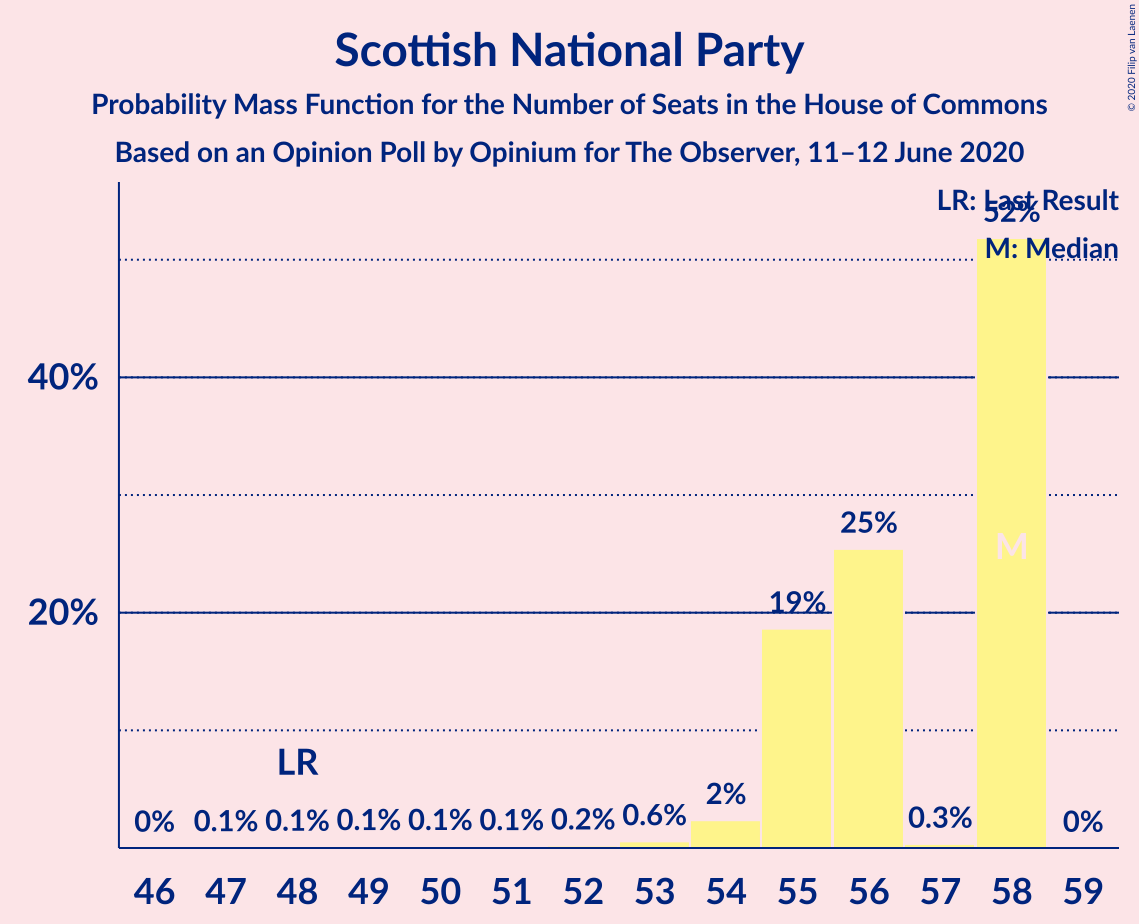 Scottish National Party
Probability Mass Function for the Number of Seats in the House of Commons
Based on an Opinion Poll by Opinium for The Observer, 11–12 June 2020
© 2020 Filip van Laenen
LR: Last Result
M: Median
52%
40%
25%
M
20%
19%
LR
0% 0.1% 0.1% 0.1% 0.1% 0.1% 0.2% 0.6% 2% 0.3% 0%
46 47 48 49 50 51 52 53 54 55 56 57 58 59